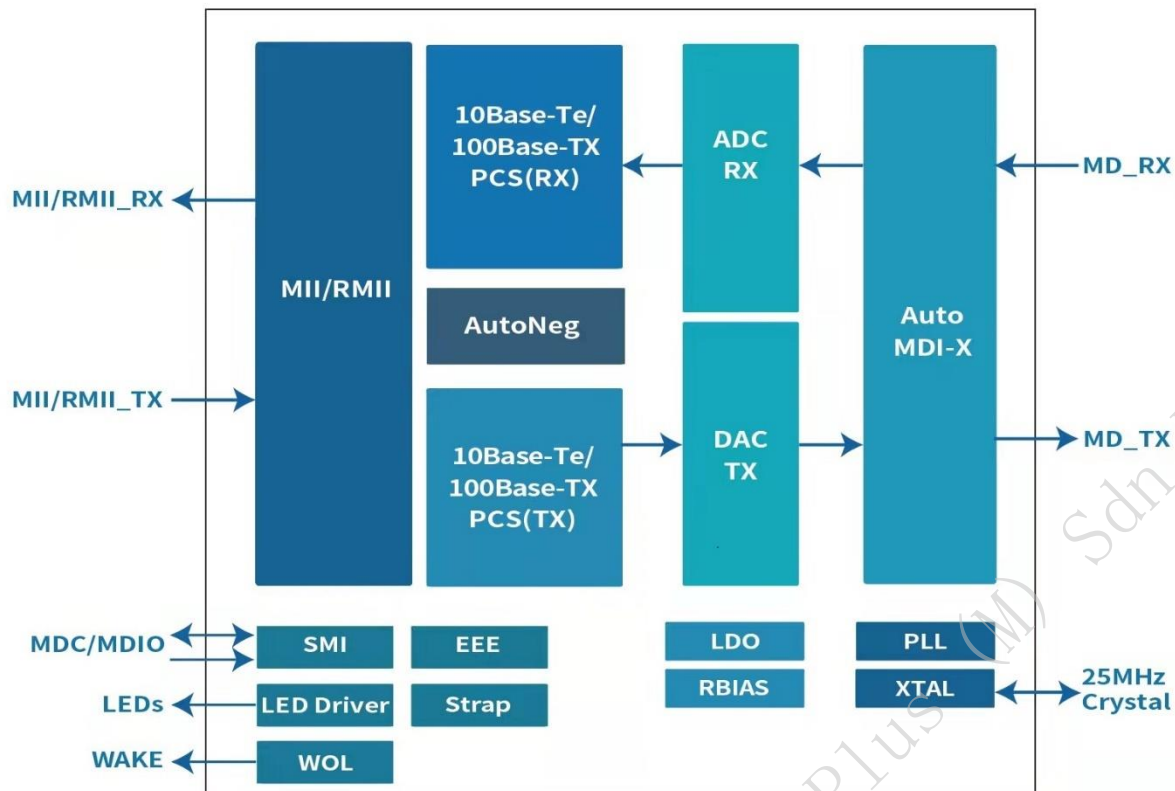 10Base-Te/
100Base-TX
PCS(RX)
ADC
RX
MD_RX
MII/RMII_RX
MII/RMII
AutoNeg
Auto
MDI-X
MII/RMII_TX
10Base-Te/
100Base-TX
PCS(TX)
DAC
TX
MD_TX
MDC/MDIO
SMI
EEE
LDO
PLL
LEDs
LED Driver
Strap
RBIAS
XTAL
25MHz
Crystal
WAKE
WOL
Plus (M) Sdn